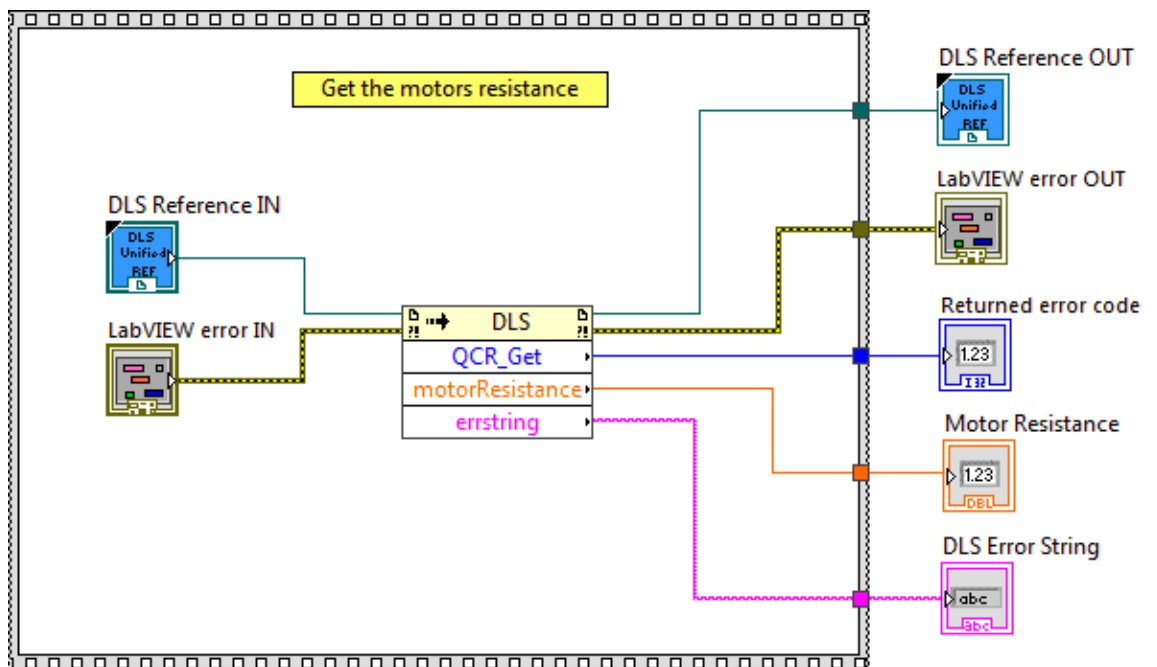 DLS Reference OUT
DLS
Unified
REF
Get the motors resistance
LabVIEW error OUT
DLS Reference IN
DLS
Unified
REF
?!
DLS
?!
Returned error code
LabVIEW error IN
QCR_Get
1.23
I32
motorResistance
errstring
Motor Resistance
1.23
DBL
DLS Error String
abc
abc